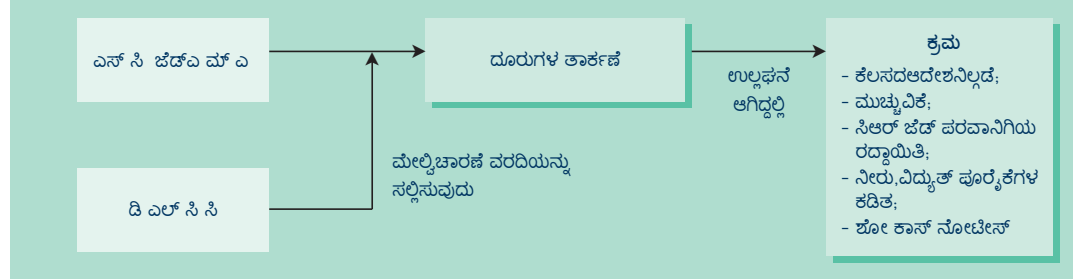 ಎಸ್ ಸಿ ಜೆಡ್ಎ ಮ್ ಎ
ದೂರುಗಳ ತಾರ್ಕಣೆ
ಉಲ್ಲಘನೆ
ಆಗಿದ್ದಲ್ಲಿ
ಕ್ರಮ
- ಕೆಲಸದಆದೇಶನಿಲ್ಗಡೆ;
- ಮುಚ್ಚುವಿಕೆ;
- ಸಿಆರ್ ಜೆಡ್ ಪರವಾನಿಗಿಯ
ರದ್ದಾಯಿತಿ;
- ನೀರು,ವಿದ್ಯುತ್ ಪೂರೈಕೆಗಳ
ಕಡಿತ;
- ಶೋ ಕಾಸ್ ನೋಟೀಸ್
ಮೇಲ್ವಿಚಾರಣೆ ವರದಿಯನ್ನು
ಸಲ್ಲಿಸುವುದು
ಡಿ ಎಲ್ ಸಿ ಸಿ